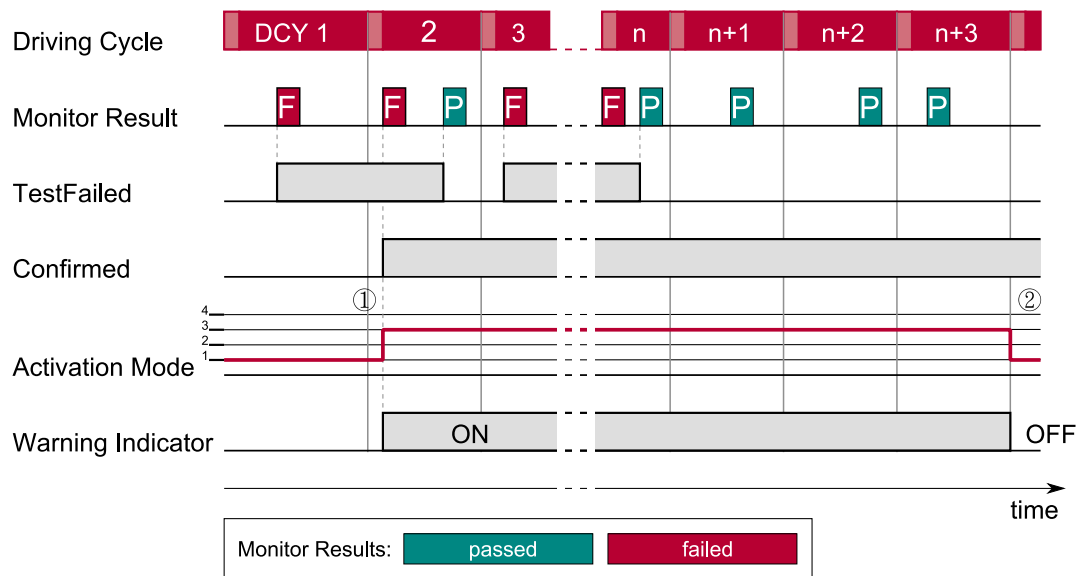 Driving Cycle DCY 1 2 3 n n+1 n+2 n+3
Monitor Result F F P F F P P P P
TestFailed
Confirmed
① ②
4
3
2
1
Activation Mode
Warning Indicator ON OFF
time
Monitor Results: passed failed